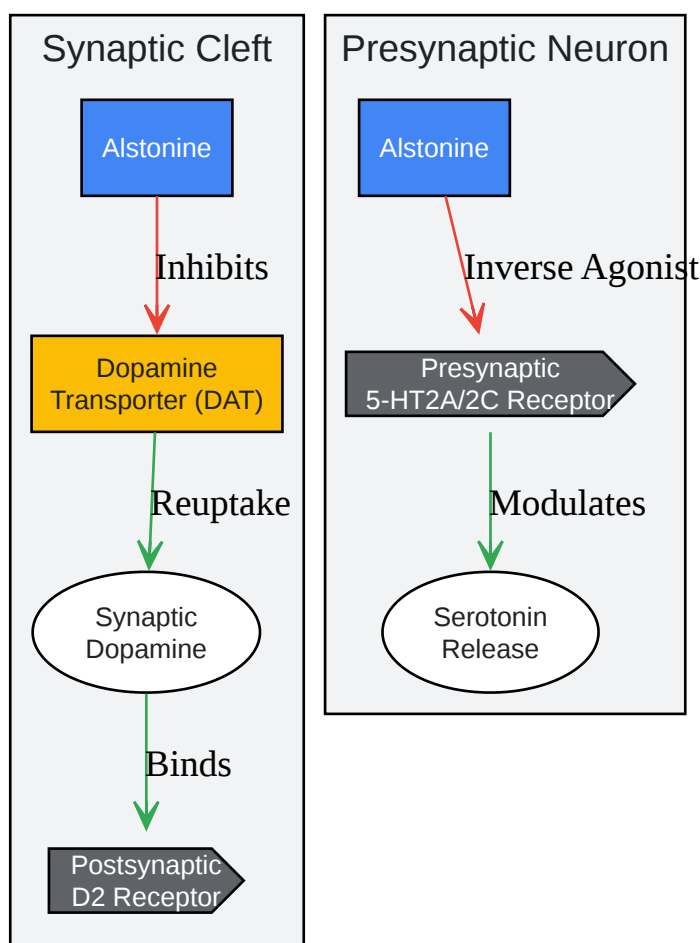 Synaptic Cleft
Alstonine
Inhibits
Dopamine
Transporter (DAT)
Reuptake
Synaptic
Dopamine
Binds
Postsynaptic
D2 Receptor
Presynaptic Neuron
Alstonine
Inverse Agonist
Presynaptic
5-HT2A/2C Receptor
Modulates
Serotonin
Release